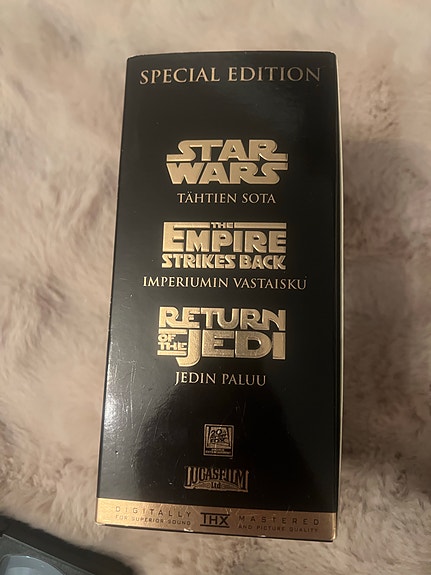 SPECIAL EDITION
STAR
WARS
TÄHTIEN SOTA
THE
EMPIRE
STRIKES BACK
IMPERIUMIN VASTAISKU
RETURN
OF THE JEDI
JEDIN PALUU
LUCASFILM
Ltd
DIGITALLY THX MASTERED
FOR SUPERIOR SOUND AND PICTURE QUALITY